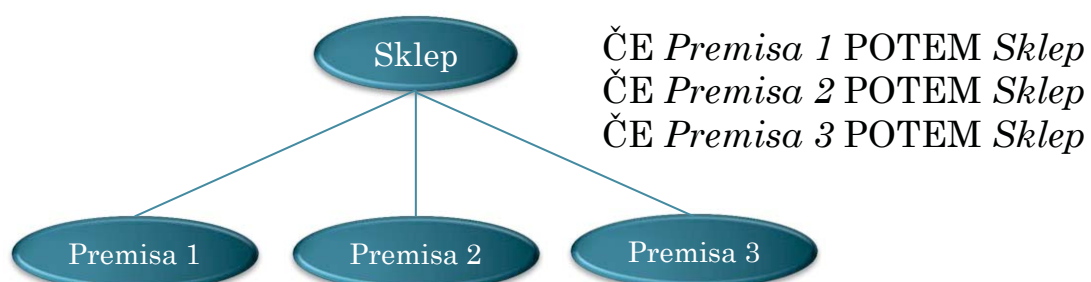 Sklep
ČE Premisa 1 POTEM Sklep
ČE Premisa 2 POTEM Sklep
ČE Premisa 3 POTEM Sklep
Premisa 1
Premisa 2
Premisa 3